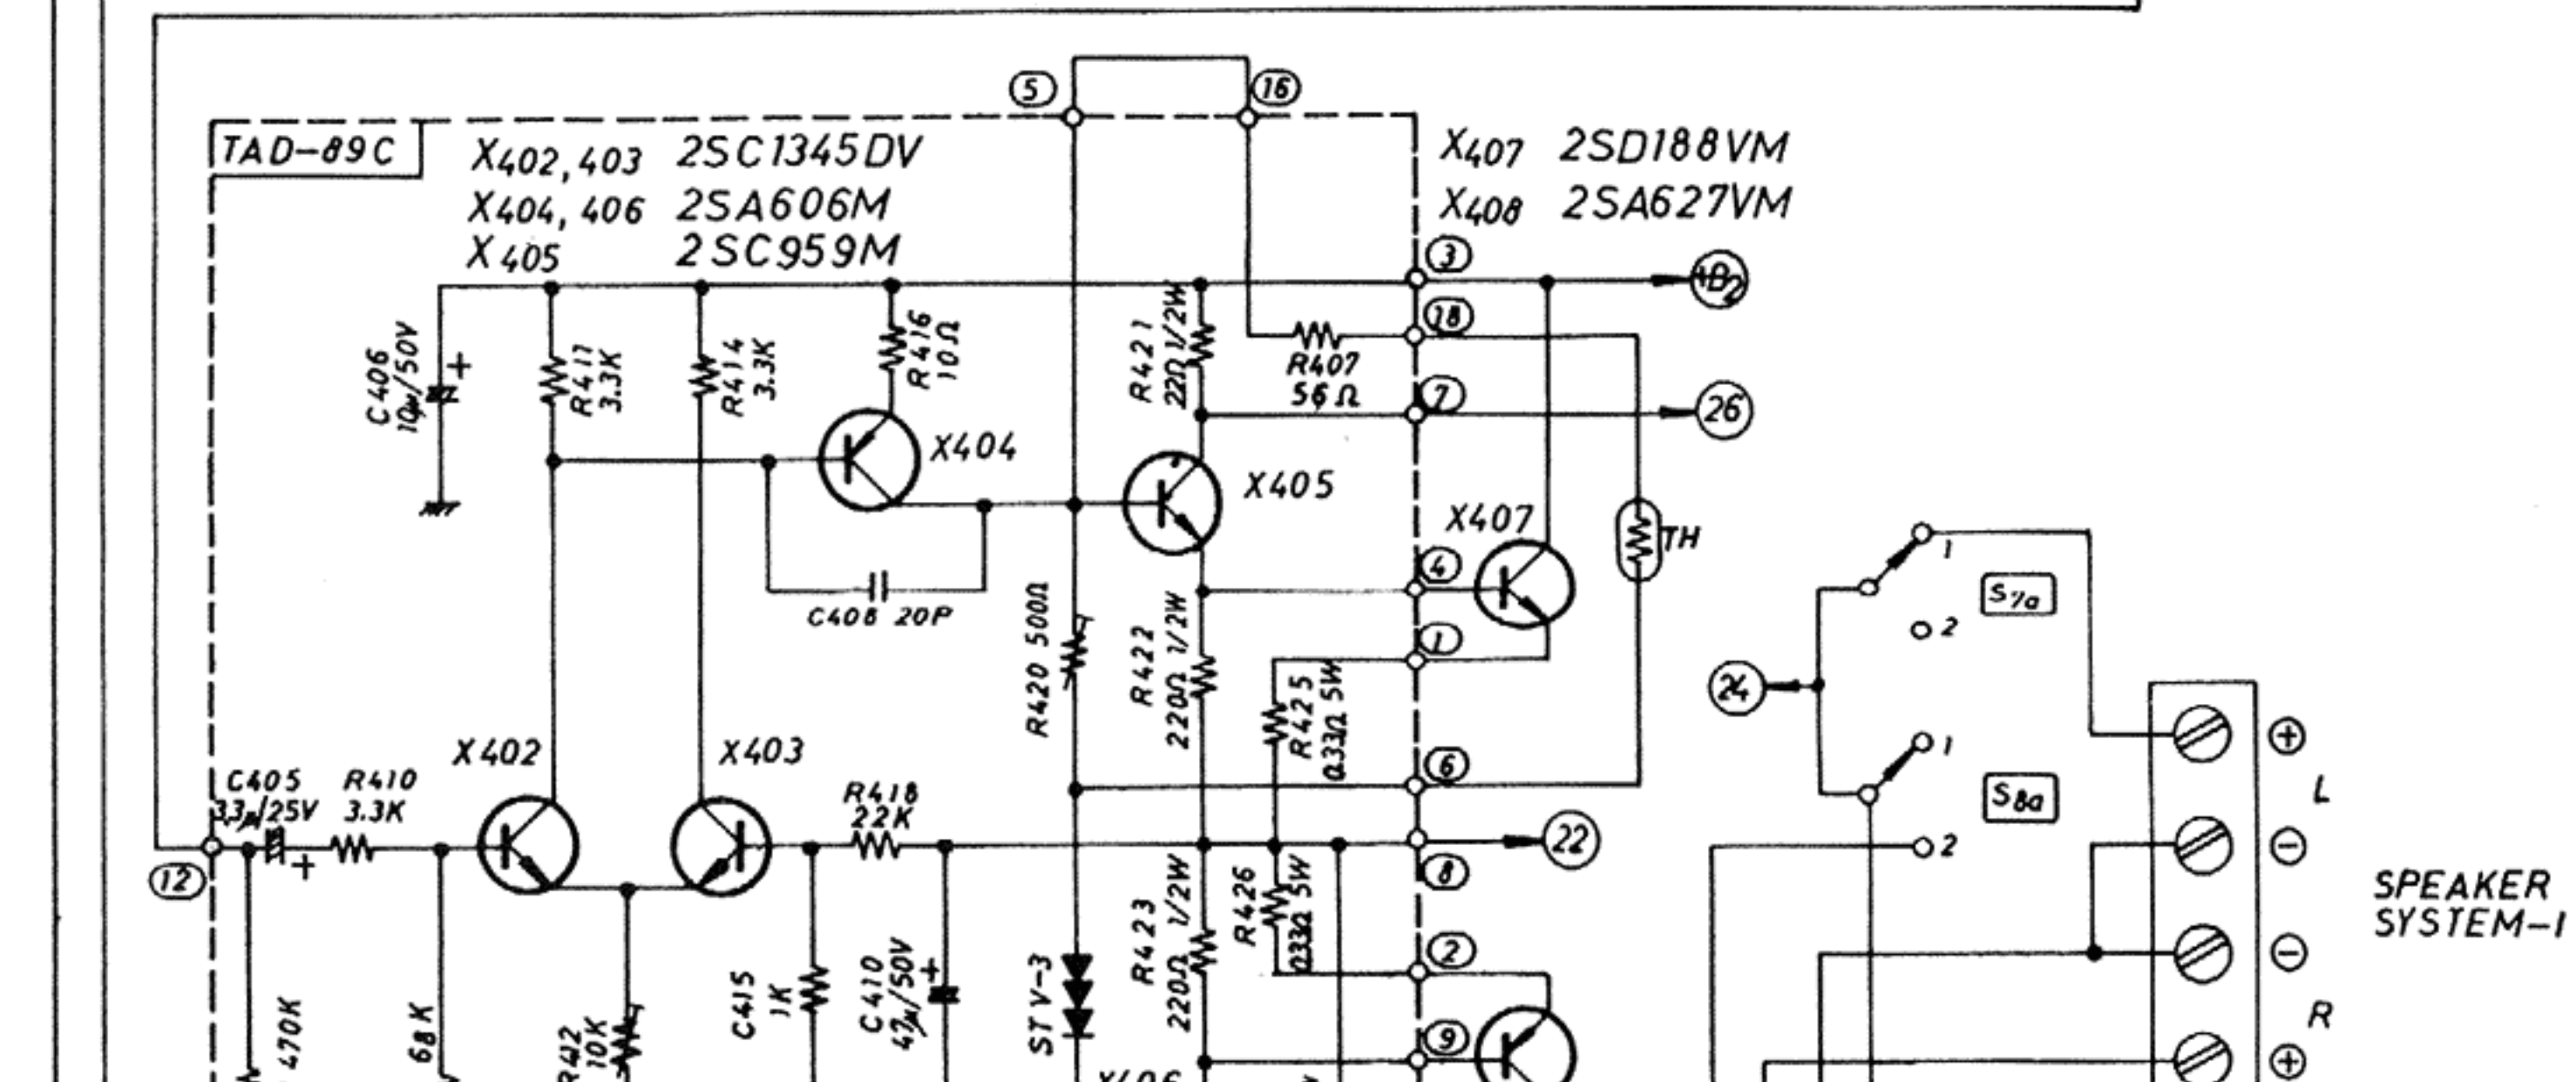 5
16
TAD-89C
X402,403 2SC1345DV
X404,406 2SA606M
X405 2SC959M
X407 2SD188VM
X408 2SA627VM
3
+B2
18
C406
10μ/50V
+
R411
3.3K
R414
3.3K
R416
10Ω
R421
22Ω 1/2W
R407
56Ω
7
26
X404
X405
X407
TH
4
C408 20P
1
S7a
2
R420 500Ω
R422
220Ω 1/2W
1
R425
0.33Ω 5W
24
X402
X403
6
1
S8a
2
+
L
C405
3.3μ/25V
+
R410
3.3K
R418
22K
22
12
8
−
SPEAKER
SYSTEM-1
R423
220Ω 1/2W
R426
0.33Ω 5W
2
−
470K
68K
R412
10K
C415
1K
C410
47μ/50V
+
STV-3
9
R
+
X406